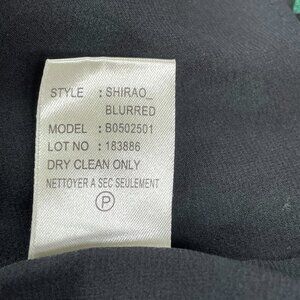 STYLE : SHIRAO_
BLURRED
MODEL : B0502501
LOT NO : 183886
DRY CLEAN ONLY
NETTOYER A SEC SEULEMENT
P